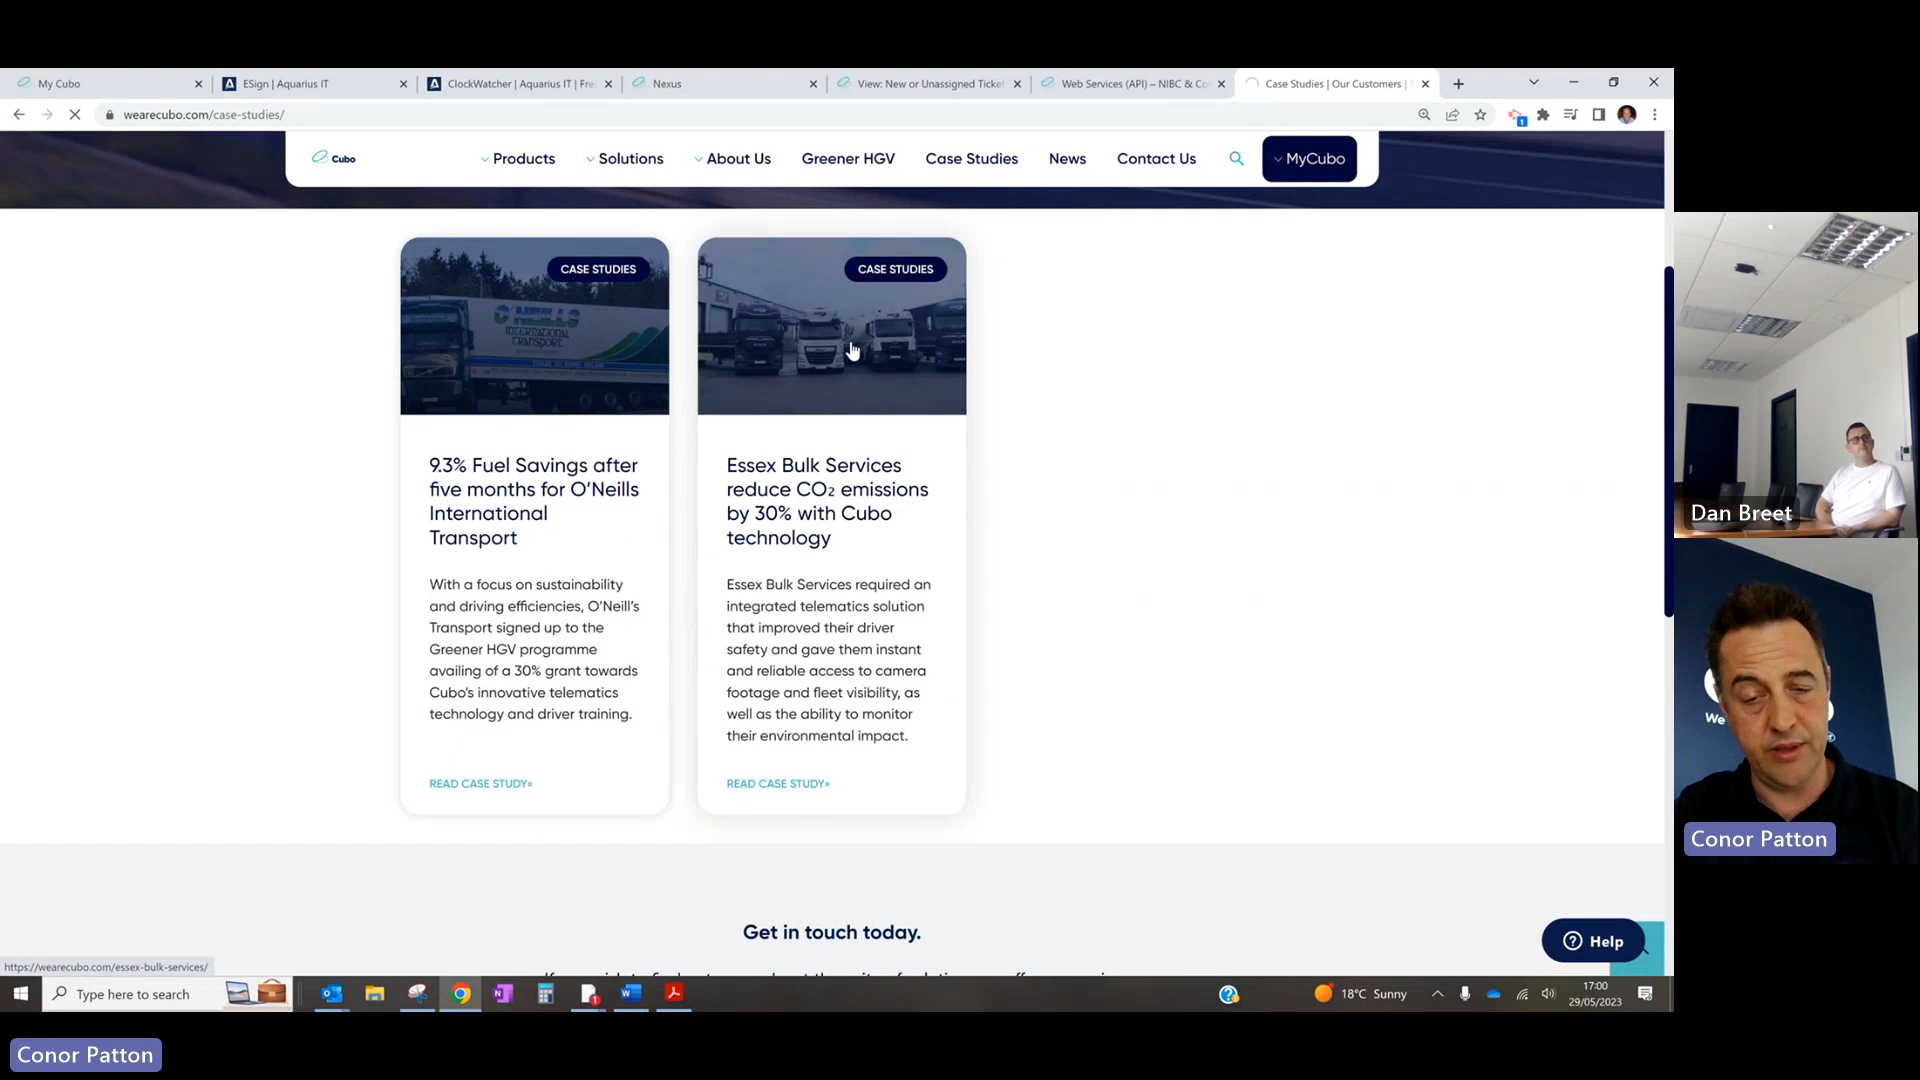 My Cubo
ESign | Aquarius IT
ClockWatcher | Aquarius IT | Fre
Nexus
View: New or Unassigned Ticket
Web Services (API) – NIBC & Co
Case Studies | Our Customers |
wearecubo.com/case-studies/
1
Cubo
Products
Solutions
About Us
Greener HGV
Case Studies
News
Contact Us
MyCubo
CASE STUDIES
O'NEILLS
INTERNATIONAL
TRANSPORT
9.3% Fuel Savings after
five months for O’Neills
International
Transport
With a focus on sustainability
and driving efficiencies, O’Neill’s
Transport signed up to the
Greener HGV programme
availing of a 30% grant towards
Cubo’s innovative telematics
technology and driver training.
READ CASE STUDY»
CASE STUDIES
Essex Bulk Services
reduce CO₂ emissions
by 30% with Cubo
technology
Essex Bulk Services required an
integrated telematics solution
that improved their driver
safety and gave them instant
and reliable access to camera
footage and fleet visibility, as
well as the ability to monitor
their environmental impact.
READ CASE STUDY»
Get in touch today.
Help
https://wearecubo.com/essex-bulk-services/
Type here to search
18°C Sunny
17:00
29/05/2023
Dan Breet
We
Conor Patton
Conor Patton